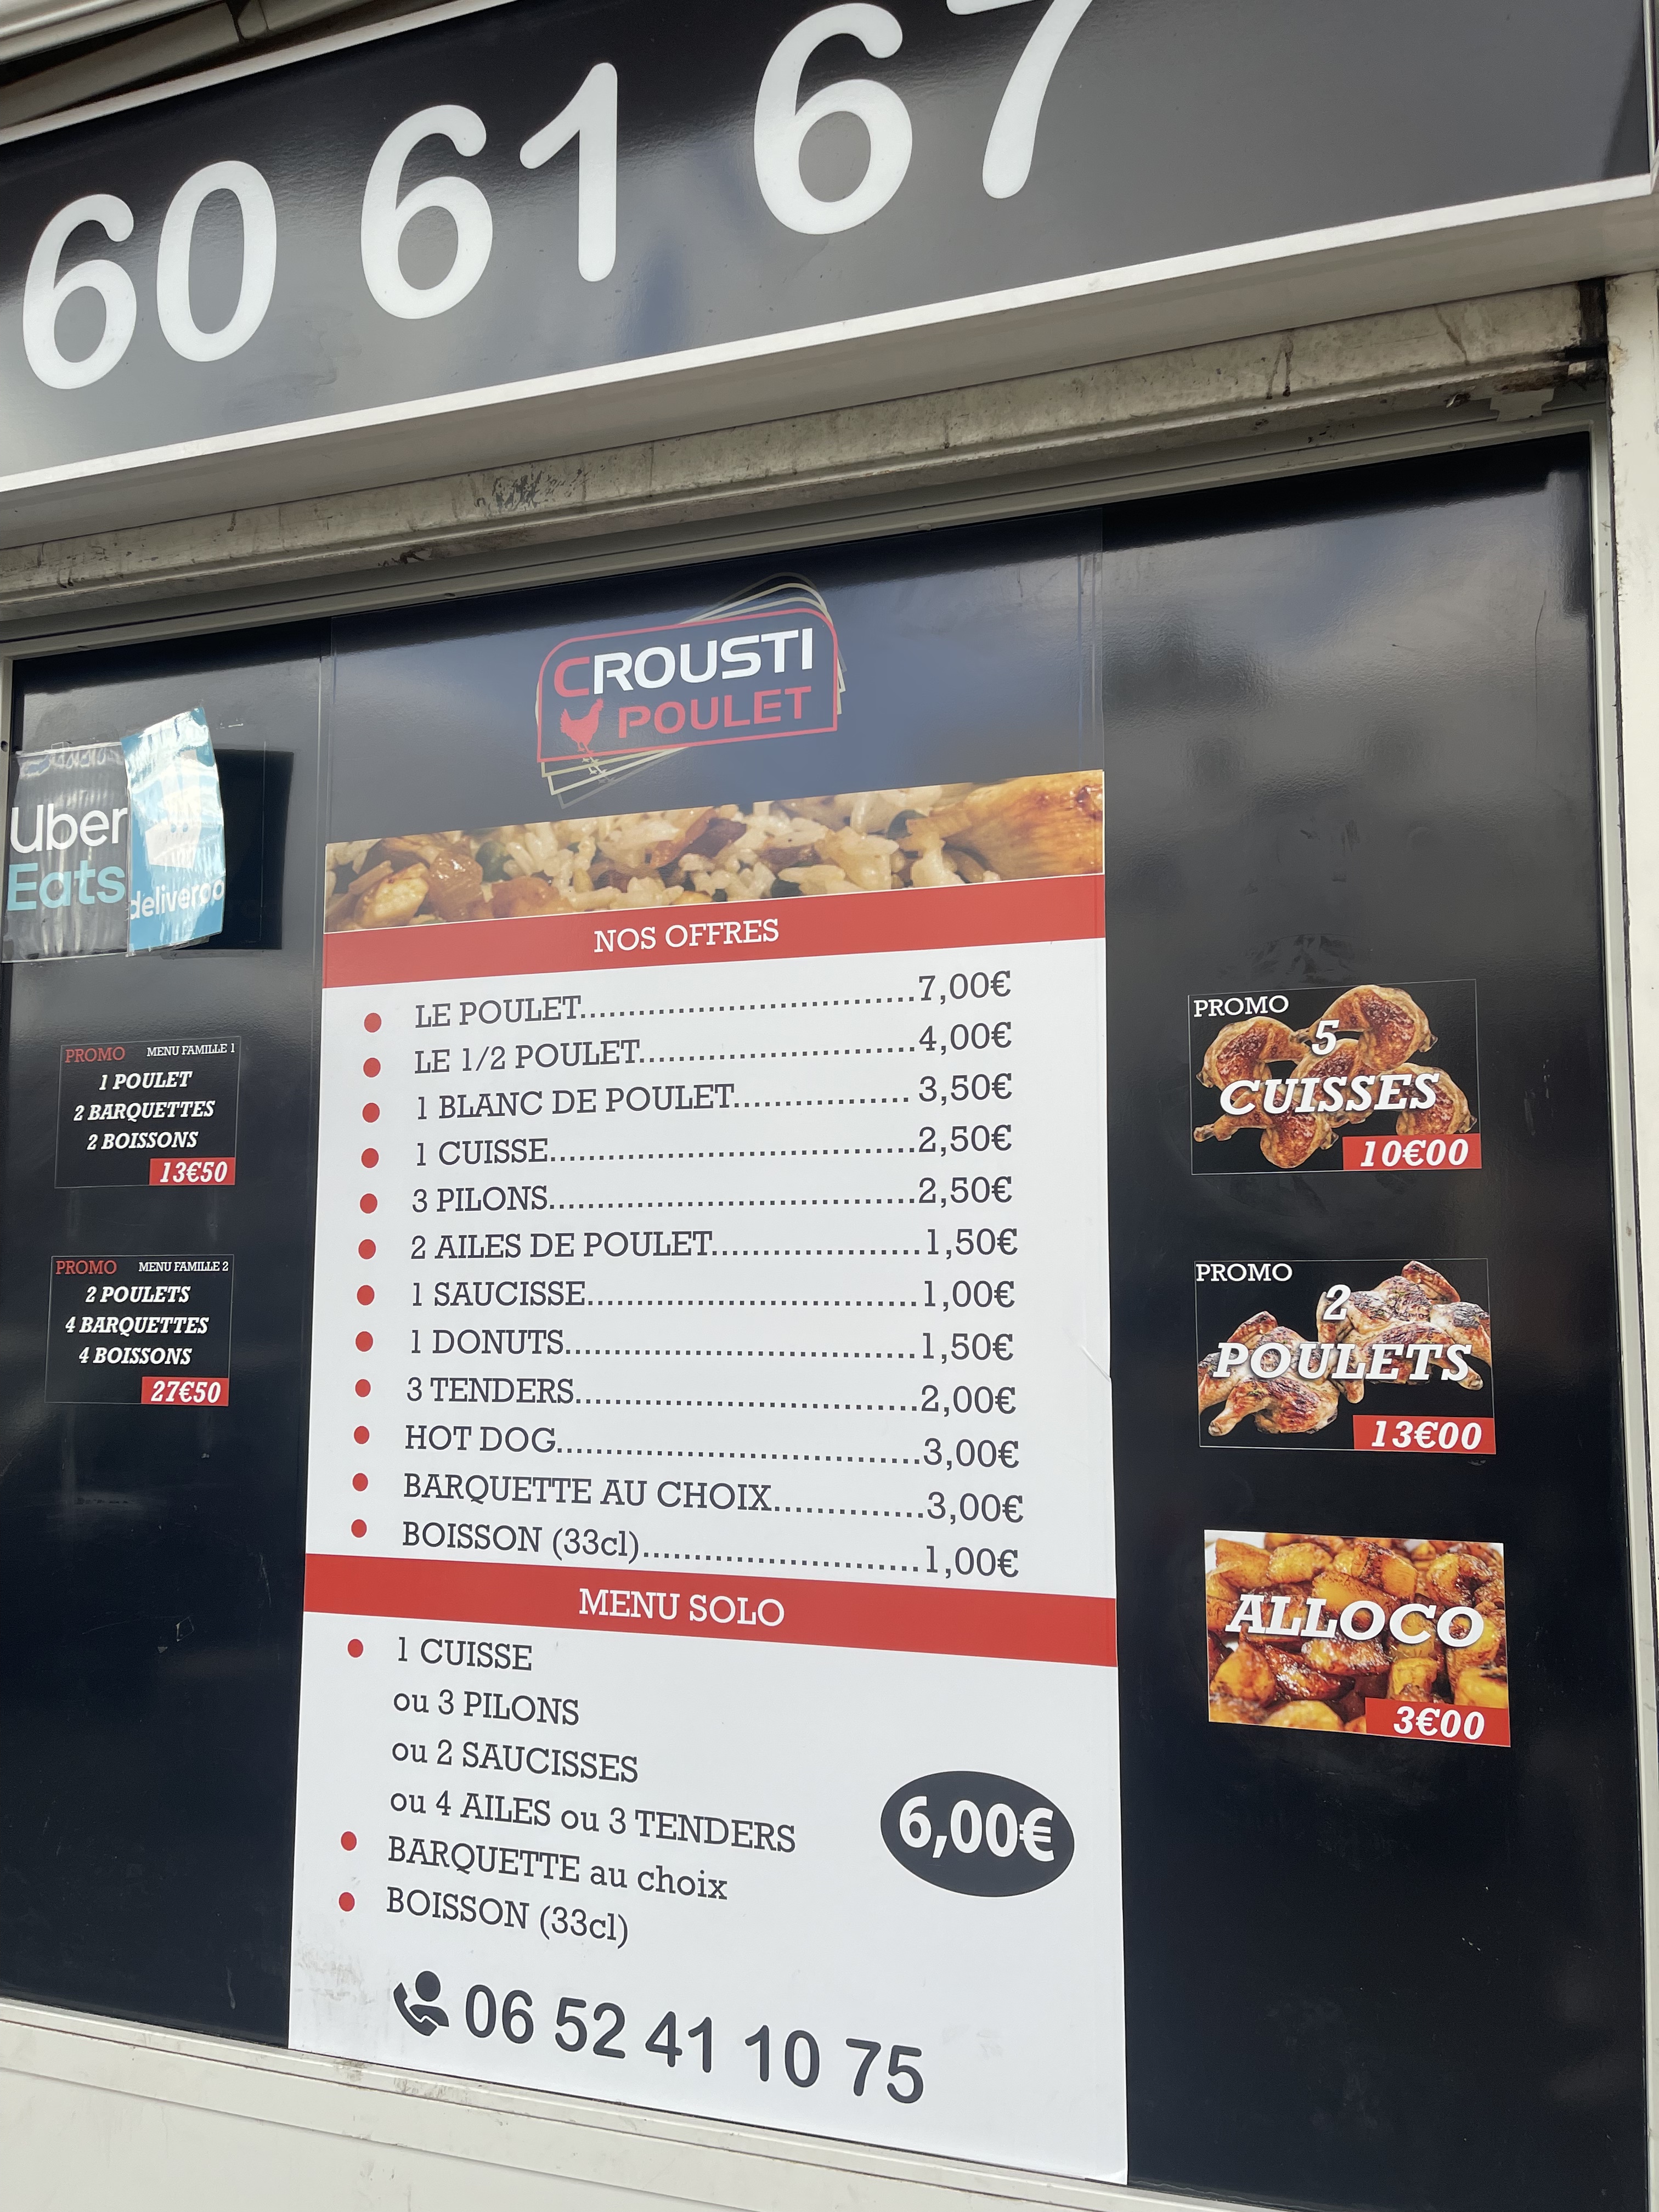 60 61 67
CROUSTI
POULET
Uber
Eats
deliveroo
NOS OFFRES
LE POULET....................................7,00€
LE 1/2 POULET..............................4,00€
1 BLANC DE POULET.................. 3,50€
1 CUISSE........................................2,50€
3 PILONS........................................2,50€
2 AILES DE POULET.....................1,50€
1 SAUCISSE...................................1,00€
1 DONUTS......................................1,50€
3 TENDERS....................................2,00€
HOT DOG.......................................3,00€
BARQUETTE AU CHOIX..............3,00€
BOISSON (33cl)............................1,00€
MENU SOLO
1 CUISSE
ou 3 PILONS
ou 2 SAUCISSES
ou 4 AILES ou 3 TENDERS
BARQUETTE au choix
BOISSON (33cl)
6,00€
06 52 41 10 75
PROMO MENU FAMILLE 1
1 POULET
2 BARQUETTES
2 BOISSONS
13€50
PROMO MENU FAMILLE 2
2 POULETS
4 BARQUETTES
4 BOISSONS
27€50
PROMO
5
CUISSES
10€00
PROMO
2
POULETS
13€00
ALLOCO
3€00